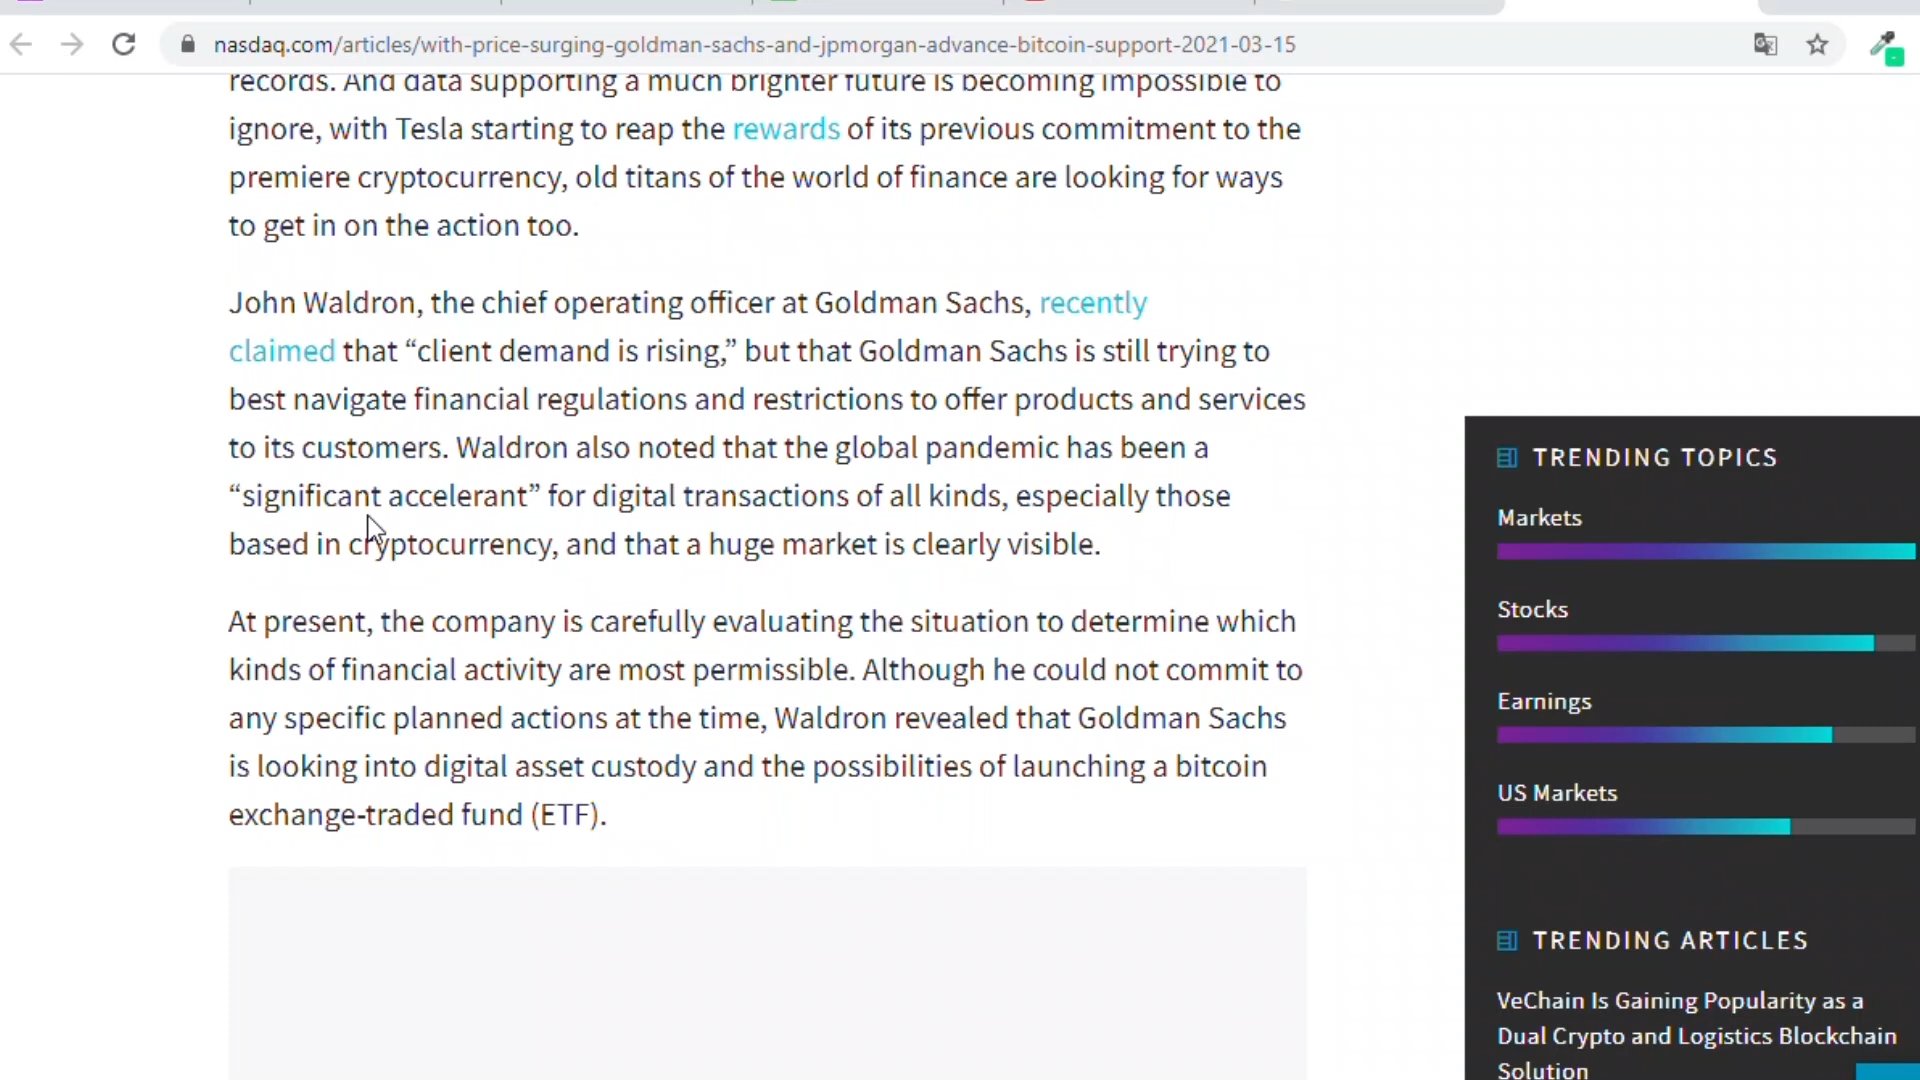 nasdaq.com/articles/with-price-surging-goldman-sachs-and-jpmorgan-advance-bitcoin-support-2021-03-15
records. And data supporting a much brighter future is becoming impossible to
ignore, with Tesla starting to reap the rewards of its previous commitment to the
premiere cryptocurrency, old titans of the world of finance are looking for ways
to get in on the action too.
John Waldron, the chief operating officer at Goldman Sachs, recently
claimed that “client demand is rising,” but that Goldman Sachs is still trying to
best navigate financial regulations and restrictions to offer products and services
to its customers. Waldron also noted that the global pandemic has been a
“significant accelerant” for digital transactions of all kinds, especially those
based in cryptocurrency, and that a huge market is clearly visible.
At present, the company is carefully evaluating the situation to determine which
kinds of financial activity are most permissible. Although he could not commit to
any specific planned actions at the time, Waldron revealed that Goldman Sachs
is looking into digital asset custody and the possibilities of launching a bitcoin
exchange-traded fund (ETF).
TRENDING TOPICS
Markets
Stocks
Earnings
US Markets
TRENDING ARTICLES
VeChain Is Gaining Popularity as a
Dual Crypto and Logistics Blockchain
Solution